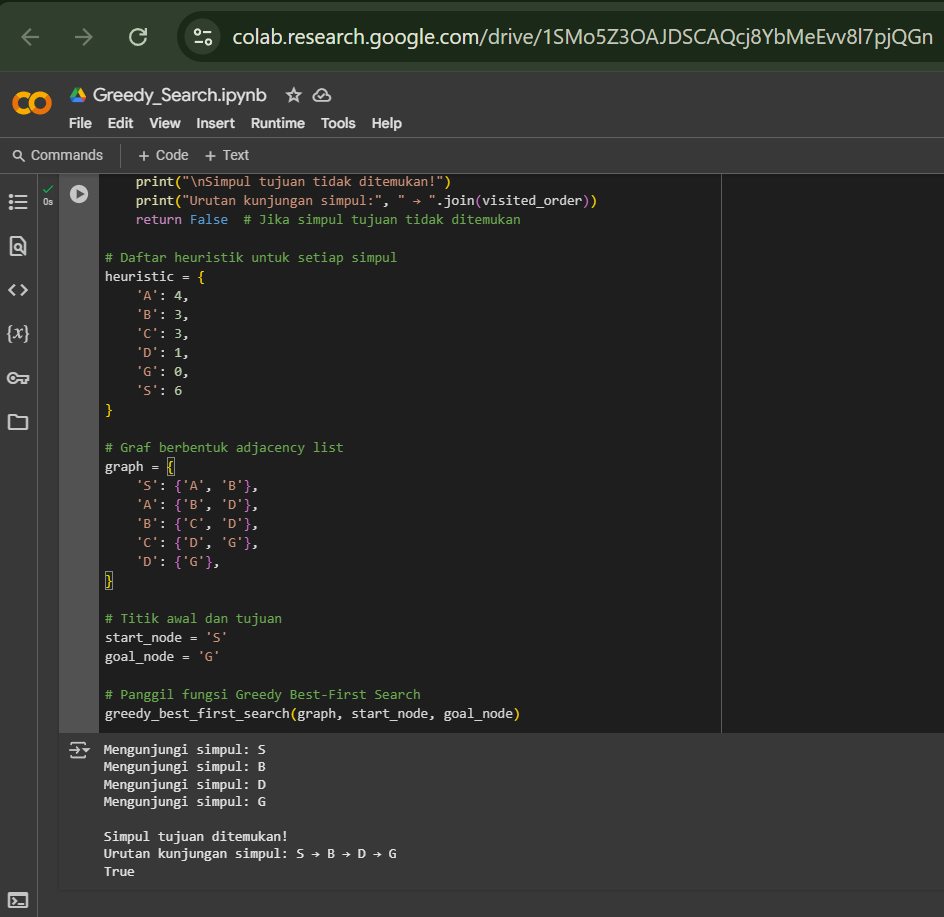 colab.research.google.com/drive/1SMo5Z3OAJDSCAQcj8YbMeEvv8l7pjQGn
Greedy_Search.ipynb
File Edit View Insert Runtime Tools Help
Commands + Code + Text
0s
print("\nSimpul tujuan tidak ditemukan!")
print("Urutan kunjungan simpul:", " → ".join(visited_order))
return False  # Jika simpul tujuan tidak ditemukan
# Daftar heuristik untuk setiap simpul
heuristic = {
'A': 4,
'B': 3,
'C': 3,
'D': 1,
'G': 0,
'S': 6
}
# Graf berbentuk adjacency list
graph = {
'S': {'A', 'B'},
'A': {'B', 'D'},
'B': {'C', 'D'},
'C': {'D', 'G'},
'D': {'G'},
}
# Titik awal dan tujuan
start_node = 'S'
goal_node = 'G'
# Panggil fungsi Greedy Best-First Search
greedy_best_first_search(graph, start_node, goal_node)
Mengunjungi simpul: S
Mengunjungi simpul: B
Mengunjungi simpul: D
Mengunjungi simpul: G
Simpul tujuan ditemukan!
Urutan kunjungan simpul: S → B → D → G
True